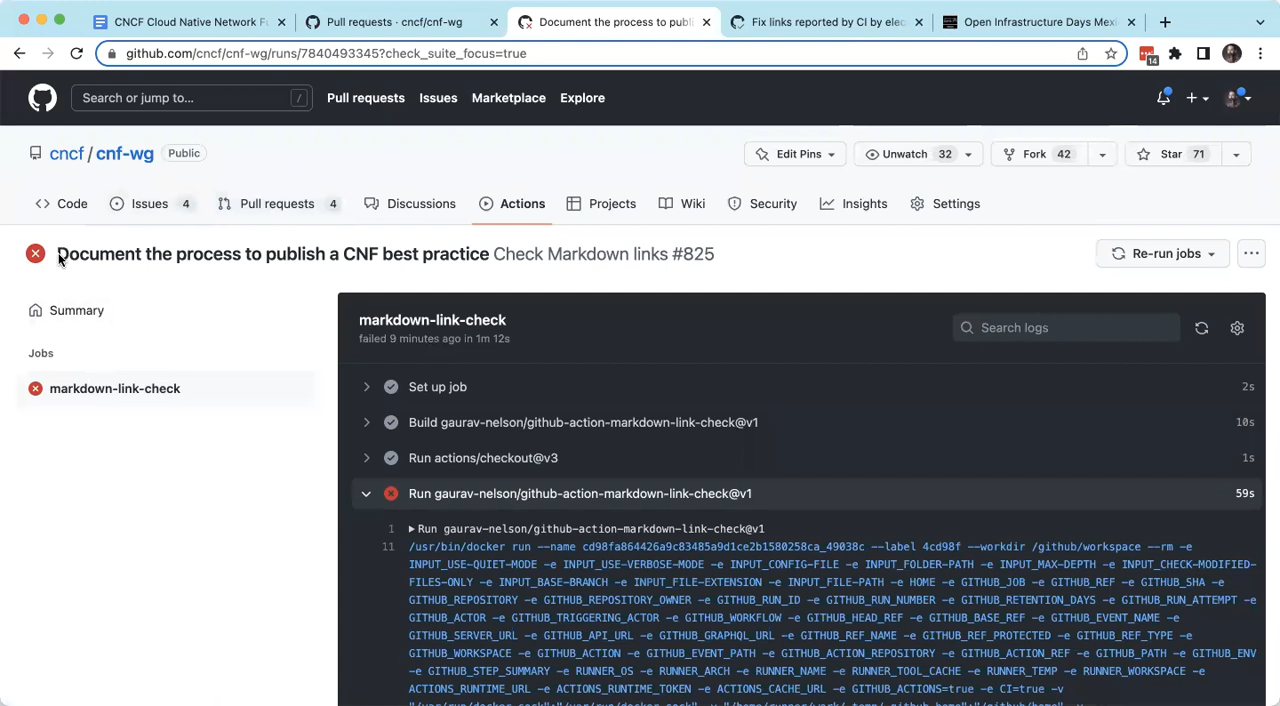 CNCF Cloud Native Network Fu
Pull requests · cncf/cnf-wg
Document the process to publi
Fix links reported by CI by elec
Open Infrastructure Days Mexi
github.com/cncf/cnf-wg/runs/7840493345?check_suite_focus=true
14
Search or jump to...
/
Pull requests
Issues
Marketplace
Explore
cncf / cnf-wg
Public
Edit Pins
Unwatch 32
Fork 42
Star 71
Code
Issues 4
Pull requests 4
Discussions
Actions
Projects
Wiki
Security
Insights
Settings
Document the process to publish a CNF best practice Check Markdown links #825
Re-run jobs
Summary
Jobs
markdown-link-check
markdown-link-check
failed 9 minutes ago in 1m 12s
Search logs
Set up job 2s
Build gaurav-nelson/github-action-markdown-link-check@v1 10s
Run actions/checkout@v3 1s
Run gaurav-nelson/github-action-markdown-link-check@v1 59s
1 Run gaurav-nelson/github-action-markdown-link-check@v1
11 /usr/bin/docker run --name cd98fa864426a9c83485a9d1ce2b1580258ca_49038c --label 4cd98f --workdir /github/workspace --rm -e
INPUT_USE-QUIET-MODE -e INPUT_USE-VERBOSE-MODE -e INPUT_CONFIG-FILE -e INPUT_FOLDER-PATH -e INPUT_MAX-DEPTH -e INPUT_CHECK-MODIFIED-
FILES-ONLY -e INPUT_BASE-BRANCH -e INPUT_FILE-EXTENSION -e INPUT_FILE-PATH -e HOME -e GITHUB_JOB -e GITHUB_REF -e GITHUB_SHA -e
GITHUB_REPOSITORY -e GITHUB_REPOSITORY_OWNER -e GITHUB_RUN_ID -e GITHUB_RUN_NUMBER -e GITHUB_RETENTION_DAYS -e GITHUB_RUN_ATTEMPT -e
GITHUB_ACTOR -e GITHUB_TRIGGERING_ACTOR -e GITHUB_WORKFLOW -e GITHUB_HEAD_REF -e GITHUB_BASE_REF -e GITHUB_EVENT_NAME -e
GITHUB_SERVER_URL -e GITHUB_API_URL -e GITHUB_GRAPHQL_URL -e GITHUB_REF_NAME -e GITHUB_REF_PROTECTED -e GITHUB_REF_TYPE -e
GITHUB_WORKSPACE -e GITHUB_ACTION -e GITHUB_EVENT_PATH -e GITHUB_ACTION_REPOSITORY -e GITHUB_ACTION_REF -e GITHUB_PATH -e GITHUB_ENV
-e GITHUB_STEP_SUMMARY -e RUNNER_OS -e RUNNER_ARCH -e RUNNER_NAME -e RUNNER_TOOL_CACHE -e RUNNER_TEMP -e RUNNER_WORKSPACE -e
ACTIONS_RUNTIME_URL -e ACTIONS_RUNTIME_TOKEN -e ACTIONS_CACHE_URL -e GITHUB_ACTIONS=true -e CI=true -v